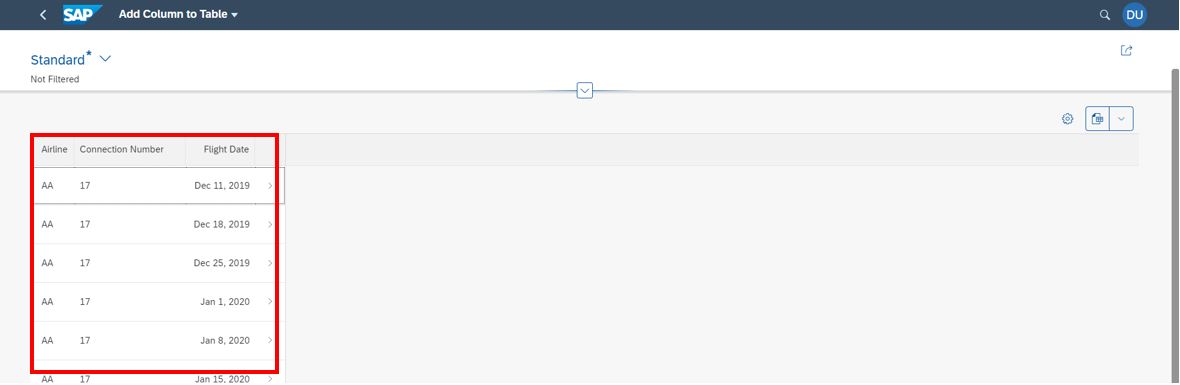 SAP Add Column to Table DU
Standard*
Not Filtered
Airline Connection Number Flight Date
AA 17 Dec 11, 2019
AA 17 Dec 18, 2019
AA 17 Dec 25, 2019
AA 17 Jan 1, 2020
AA 17 Jan 8, 2020
AA 17 Jan 15, 2020